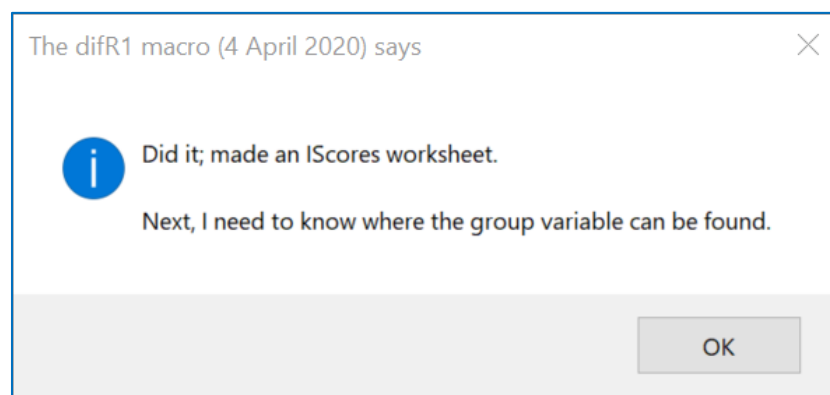 The difR1 macro (4 April 2020) says
Did it; made an IScores worksheet.
Next, I need to know where the group variable can be found.
OK